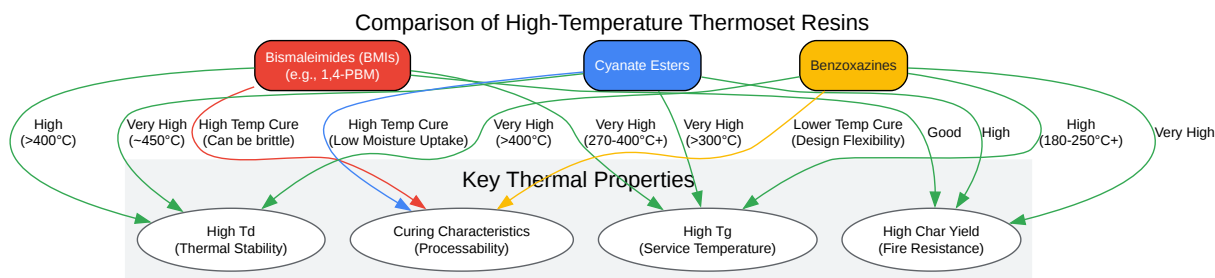 Comparison of High-Temperature Thermoset Resins
Bismaleimides (BMIs)
(e.g., 1,4-PBM)
Cyanate Esters
Benzoxazines
High
(>400°C)
Very High
(~450°C)
High Temp Cure
(Can be brittle)
High Temp Cure
(Low Moisture Uptake)
Very High
(>400°C)
Very High
(270-400°C+)
Very High
(>300°C)
Lower Temp Cure
(Design Flexibility)
Good
High
High
(180-250°C+)
Very High
Key Thermal Properties
High Td
(Thermal Stability)
Curing Characteristics
(Processability)
High Tg
(Service Temperature)
High Char Yield
(Fire Resistance)